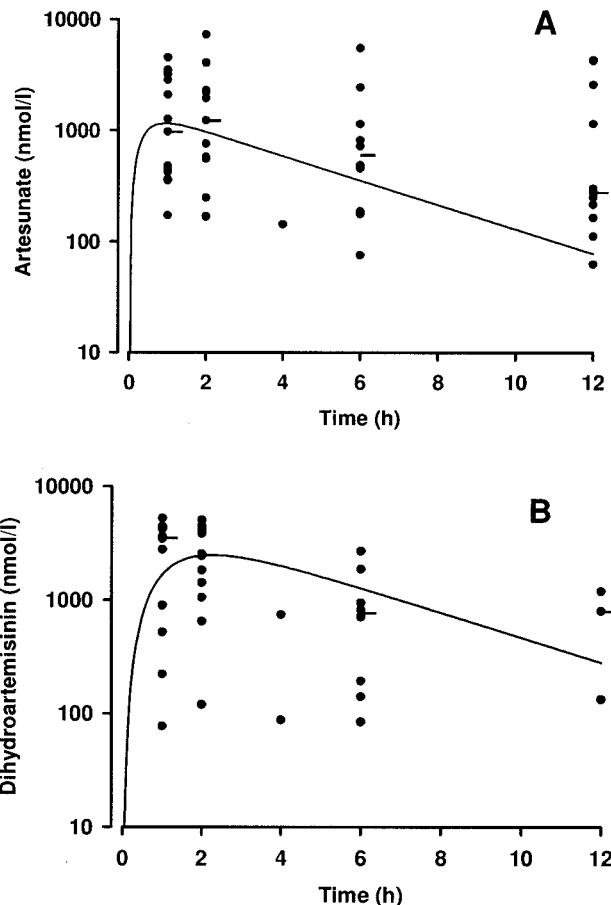 A
10000
1000
100
10
Artesunate (nmol/l)
0 2 4 6 8 10 12
Time (h)
B
10000
1000
100
10
Dihydroartemisinin (nmol/l)
0 2 4 6 8 10 12
Time (h)